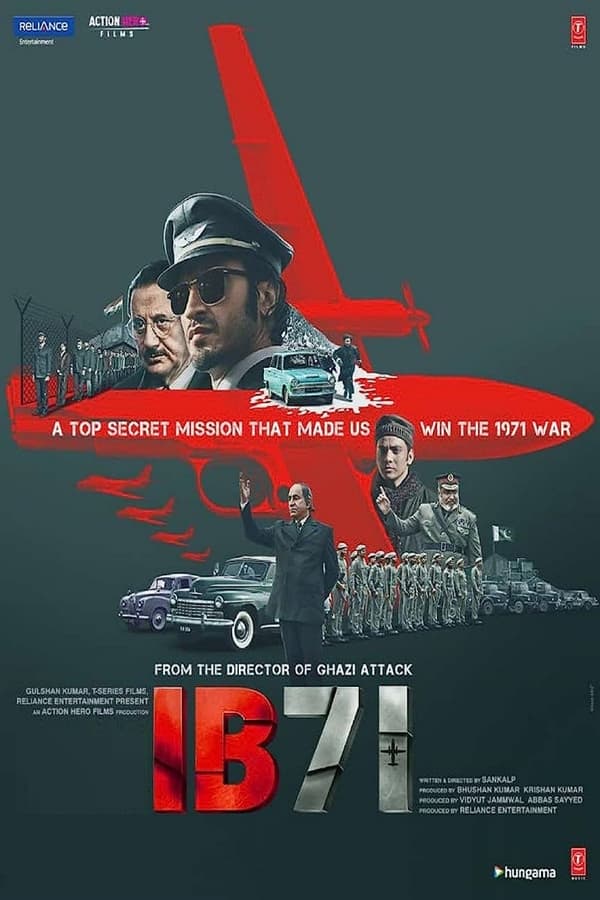 RELIANCE
Entertainment
ACTION HERO
FILMS
T
FILMS
A TOP SECRET MISSION THAT MADE US WIN THE 1971 WAR
FROM THE DIRECTOR OF GHAZI ATTACK
GULSHAN KUMAR, T-SERIES FILMS,
RELIANCE ENTERTAINMENT PRESENT
AN ACTION HERO FILMS PRODUCTION
IB71
WRITTEN & DIRECTED BY SANKALP
PRODUCED BY BHUSHAN KUMAR KRISHAN KUMAR
PRODUCED BY VIDYUT JAMMWAL ABBAS SAYYED
PRODUCED BY RELIANCE ENTERTAINMENT
hungama
T
MUSIC